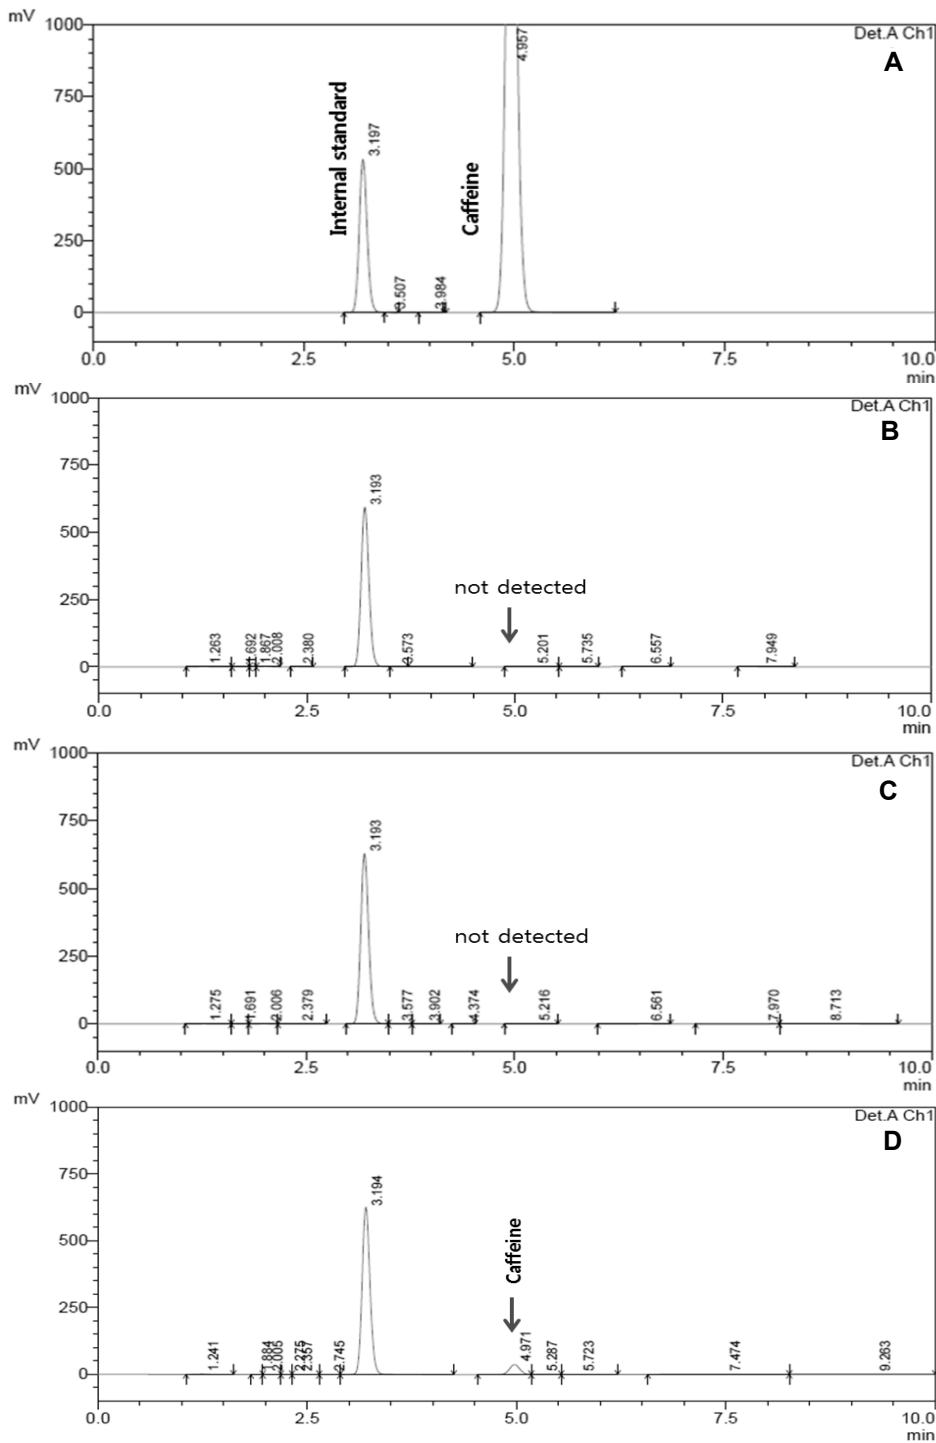 mV
1000
Det.A Ch1
A
4.957
750
Internal standard
3.197
500
Caffeine
250
3.507
3.984
0
0.0 2.5 5.0 7.5 10.0
min
mV
1000
Det.A Ch1
B
750
3.193
500
not detected
250
1.263 1.692 1.867 2.008 2.380 3.573 5.201 5.735 6.557 7.949
0
0.0 2.5 5.0 7.5 10.0
min
mV
1000
Det.A Ch1
C
750
3.193
500
not detected
250
1.275 1.691 2.006 2.379 3.577 3.902 4.374 5.216 6.561 7.970 8.713
0
0.0 2.5 5.0 7.5 10.0
min
mV
1000
Det.A Ch1
D
750
3.194
500
Caffeine
250
1.241 1.884 2.005 2.275 2.357 2.745 4.971 5.287 5.723 7.474 9.263
0
0.0 2.5 5.0 7.5 10.0
min